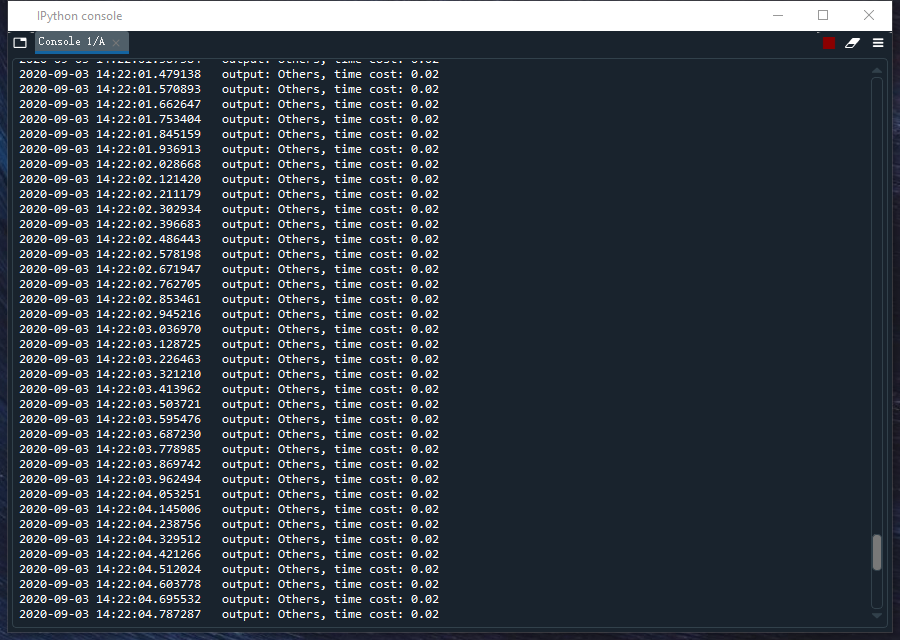 IPython console
Console 1/A
2020-09-03 14:22:01.479138 output: Others, time cost: 0.02
2020-09-03 14:22:01.570893 output: Others, time cost: 0.02
2020-09-03 14:22:01.662647 output: Others, time cost: 0.02
2020-09-03 14:22:01.753404 output: Others, time cost: 0.02
2020-09-03 14:22:01.845159 output: Others, time cost: 0.02
2020-09-03 14:22:01.936913 output: Others, time cost: 0.02
2020-09-03 14:22:02.028668 output: Others, time cost: 0.02
2020-09-03 14:22:02.121420 output: Others, time cost: 0.02
2020-09-03 14:22:02.211179 output: Others, time cost: 0.02
2020-09-03 14:22:02.302934 output: Others, time cost: 0.02
2020-09-03 14:22:02.396683 output: Others, time cost: 0.02
2020-09-03 14:22:02.486443 output: Others, time cost: 0.02
2020-09-03 14:22:02.578198 output: Others, time cost: 0.02
2020-09-03 14:22:02.671947 output: Others, time cost: 0.02
2020-09-03 14:22:02.762705 output: Others, time cost: 0.02
2020-09-03 14:22:02.853461 output: Others, time cost: 0.02
2020-09-03 14:22:02.945216 output: Others, time cost: 0.02
2020-09-03 14:22:03.036970 output: Others, time cost: 0.02
2020-09-03 14:22:03.128725 output: Others, time cost: 0.02
2020-09-03 14:22:03.226463 output: Others, time cost: 0.02
2020-09-03 14:22:03.321210 output: Others, time cost: 0.02
2020-09-03 14:22:03.413962 output: Others, time cost: 0.02
2020-09-03 14:22:03.503721 output: Others, time cost: 0.02
2020-09-03 14:22:03.595476 output: Others, time cost: 0.02
2020-09-03 14:22:03.687230 output: Others, time cost: 0.02
2020-09-03 14:22:03.778985 output: Others, time cost: 0.02
2020-09-03 14:22:03.869742 output: Others, time cost: 0.02
2020-09-03 14:22:03.962494 output: Others, time cost: 0.02
2020-09-03 14:22:04.053251 output: Others, time cost: 0.02
2020-09-03 14:22:04.145006 output: Others, time cost: 0.02
2020-09-03 14:22:04.238756 output: Others, time cost: 0.02
2020-09-03 14:22:04.329512 output: Others, time cost: 0.02
2020-09-03 14:22:04.421266 output: Others, time cost: 0.02
2020-09-03 14:22:04.512024 output: Others, time cost: 0.02
2020-09-03 14:22:04.603778 output: Others, time cost: 0.02
2020-09-03 14:22:04.695532 output: Others, time cost: 0.02
2020-09-03 14:22:04.787287 output: Others, time cost: 0.02